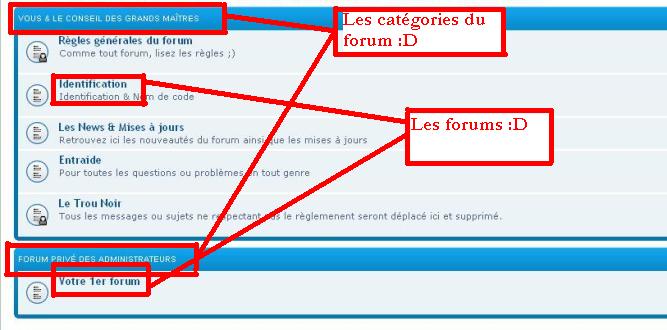 VOUS & LE CONSEIL DES GRANDS MAÎTRES
Les catégories du
forum :D
Règles générales du forum
Comme tout forum, lisez les règles ;)
Identification
Identification & Nom de code
Les forums :D
Les News & Mises à jours
Retrouvez ici les nouveautés du forum ainsi que les mises à jours
Entraide
Pour toutes les questions ou problèmes en tout genre
Le Trou Noir
Tous les messages ou sujets ne respectant pas le règlemement seront déplacé ici et supprimé.
FORUM PRIVÉ DES ADMINISTRATEURS
Votre 1er forum